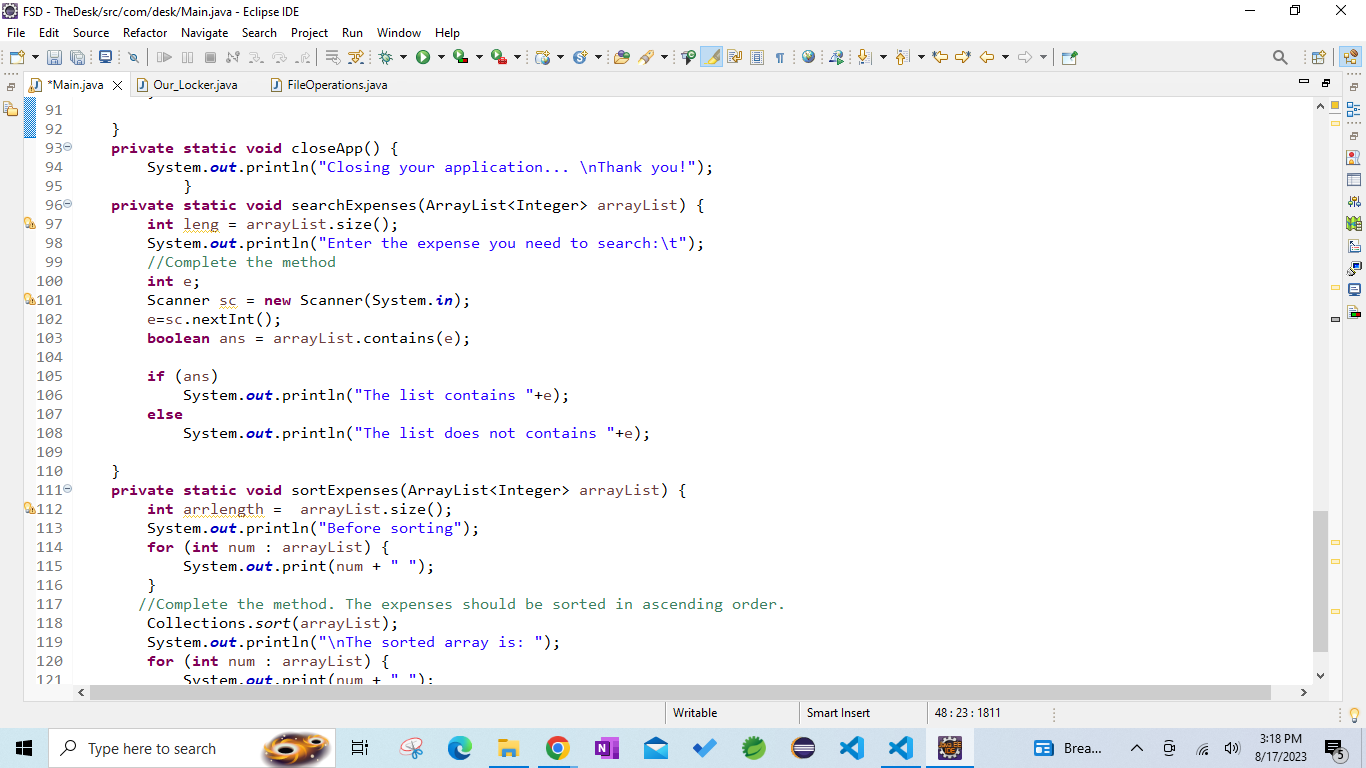 FSD - TheDesk/src/com/desk/Main.java - Eclipse IDE
File Edit Source Refactor Navigate Search Project Run Window Help
*Main.java Our_Locker.java FileOperations.java
91
92 }
93 private static void closeApp() {
94 System.out.println("Closing your application... \nThank you!");
95 }
96 private static void searchExpenses(ArrayList<Integer> arrayList) {
97 int leng = arrayList.size();
98 System.out.println("Enter the expense you need to search:\t");
99 //Complete the method
100 int e;
101 Scanner sc = new Scanner(System.in);
102 e=sc.nextInt();
103 boolean ans = arrayList.contains(e);
104
105 if (ans)
106 System.out.println("The list contains "+e);
107 else
108 System.out.println("The list does not contains "+e);
109
110 }
111 private static void sortExpenses(ArrayList<Integer> arrayList) {
112 int arrlength =  arrayList.size();
113 System.out.println("Before sorting");
114 for (int num : arrayList) {
115 System.out.print(num + " ");
116 }
117 //Complete the method. The expenses should be sorted in ascending order.
118 Collections.sort(arrayList);
119 System.out.println("\nThe sorted array is: ");
120 for (int num : arrayList) {
121 System.out.print(num + " ");
Writable Smart Insert 48 : 23 : 1811
Type here to search Brea... 3:18 PM
8/17/2023 5